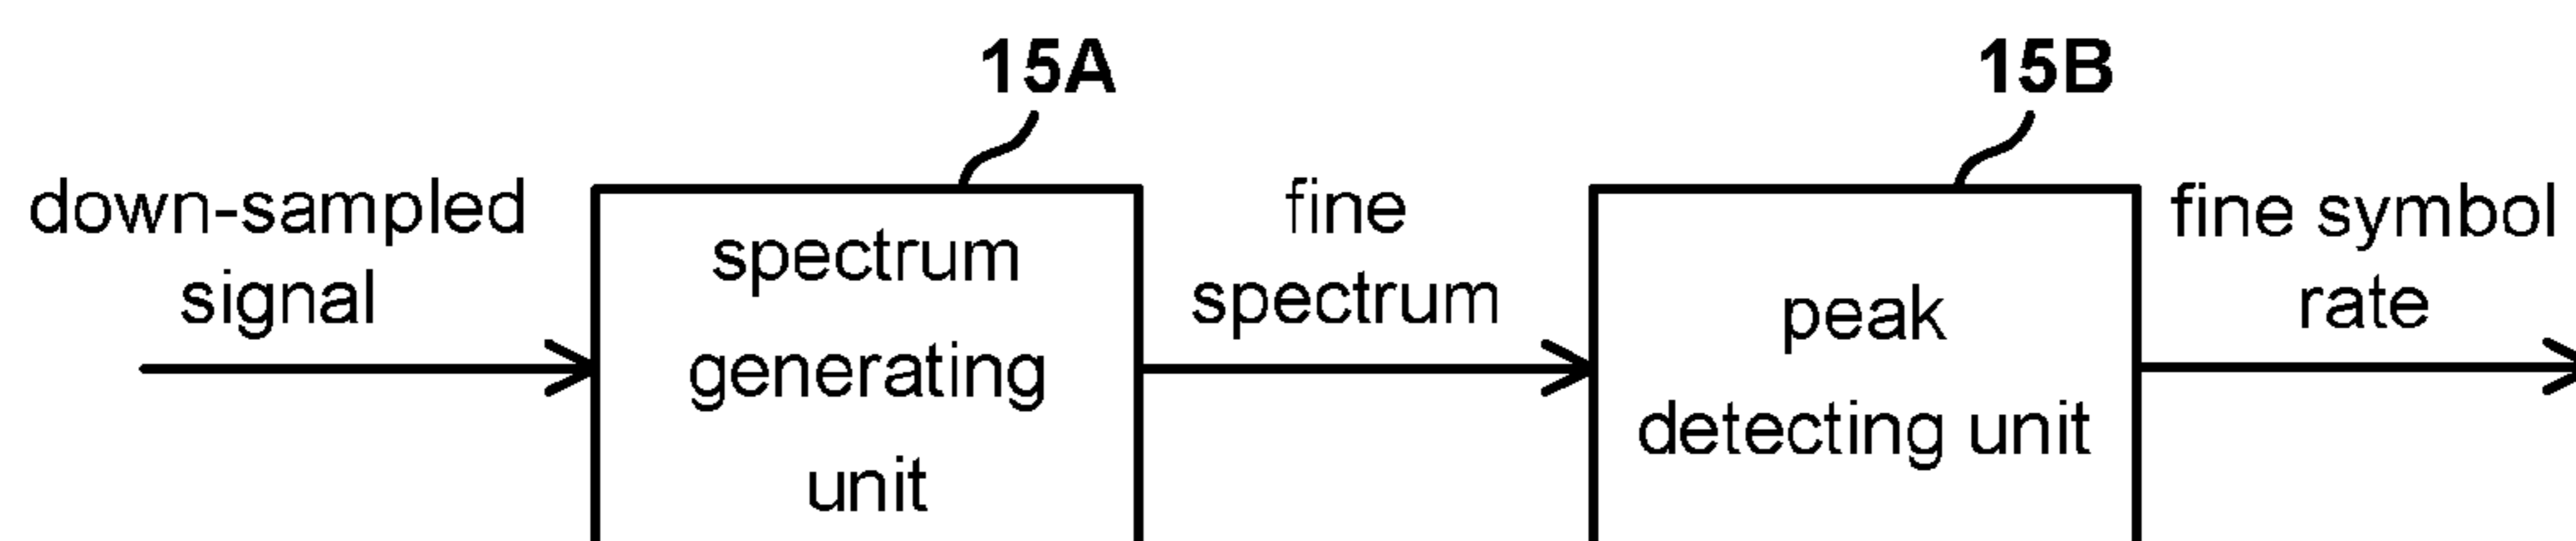 15A
15B
down-sampled
signal
spectrum
generating
unit
fine
spectrum
peak
detecting unit
fine symbol
rate